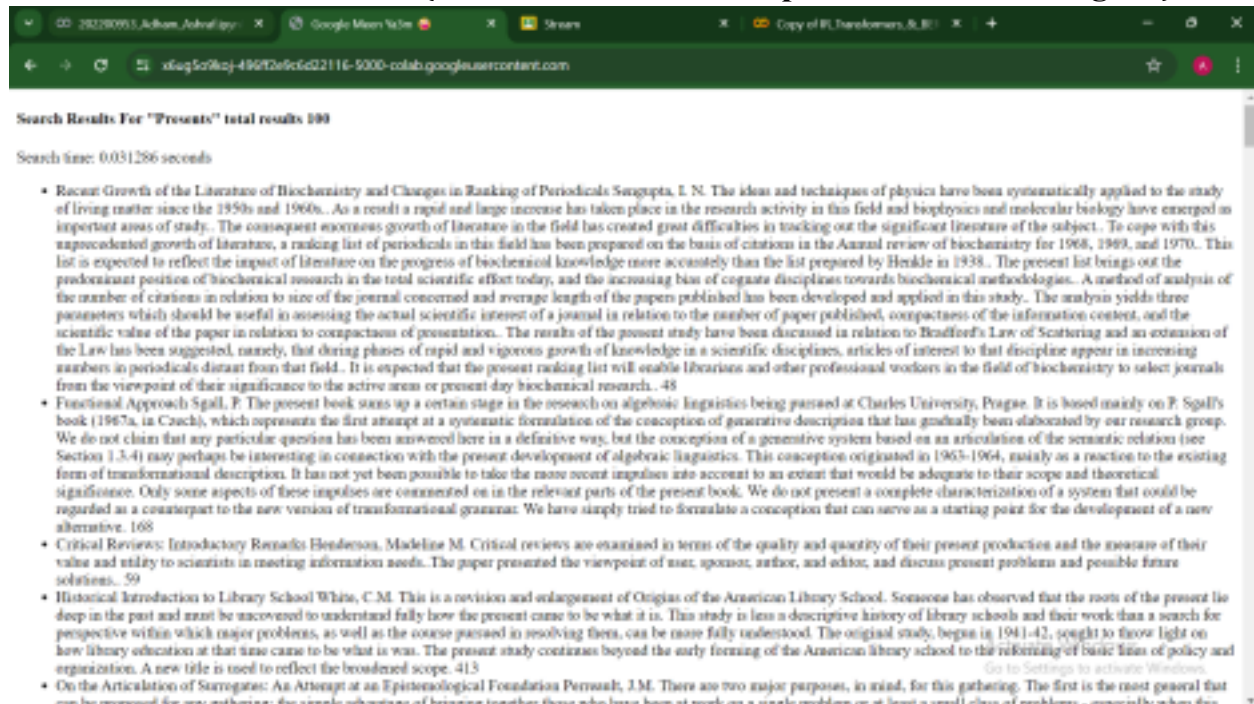 202200953_Adham_Ashraf.ipy
Google Meen Ya3m
Stream
Copy of IR_Transformers_&_BE
496ff2e9c6d22116-5000-colab.googleusercontent.com
Search Results For "Presents" total results 100
Search time: 0.031286 seconds
• Recent Growth of the Literature of Biochemistry and Changes in Ranking of Periodicals Sengupta, I. N. The ideas and techniques of physics have been systematically applied to the study
of living matter since the 1950s and 1960s.. As a result a rapid and large increase has taken place in the research activity in this field and biophysics and molecular biology have emerged as
important areas of study.. The consequent enormous growth of literature in the field has created great difficulties in tracking out the significant literature of the subject.. To cope with this
unprecedented growth of literature, a ranking list of periodicals in this field has been prepared on the basis of citations in the Annual review of biochemistry for 1968, 1969, and 1970.. This
list is expected to reflect the impact of literature on the progress of biochemical knowledge more accurately than the list prepared by Henkle in 1938.. The present list brings out the
predominant position of biochemical research in the total scientific effort today, and the increasing bias of cognate disciplines towards biochemical methodologies.. A method of analysis of
the number of citations in relation to size of the journal concerned and average length of the papers published has been developed and applied in this study.. The analysis yields three
parameters which should be useful in assessing the actual scientific interest of a journal in relation to the number of paper published, compactness of the information content, and the
scientific value of the paper in relation to compactness of presentation.. The results of the present study have been discussed in relation to Bradford's Law of Scattering and an extension of
the Law has been suggested, namely, that during phases of rapid and vigorous growth of knowledge in a scientific disciplines, articles of interest to that discipline appear in increasing
numbers in periodicals distant from that field.. It is expected that the present ranking list will enable librarians and other professional workers in the field of biochemistry to select journals
from the viewpoint of their significance to the active areas or present day biochemical research.. 48
• Functional Approach Sgall, P. The present book sums up a certain stage in the research on algebraic linguistics being pursued at Charles University, Prague. It is based mainly on P. Sgall's
book (1967a, in Czech), which represents the first attempt at a systematic formulation of the conception of generative description that has gradually been elaborated by our research group.
We do not claim that any particular question has been answered here in a definitive way, but the conception of a generative system based on an articulation of the semantic relation (see
Section 1.3.4) may perhaps be interesting in connection with the present development of algebraic linguistics. This conception originated in 1963-1964, mainly as a reaction to the existing
form of transformational description. It has not yet been possible to take the more recent impulses into account to an extent that would be adequate to their scope and theoretical
significance. Only some aspects of these impulses are commented on in the relevant parts of the present book. We do not present a complete characterization of a system that could be
regarded as a counterpart to the new version of transformational grammar. We have simply tried to formulate a conception that can serve as a starting point for the development of a new
alternative. 168
• Critical Reviews: Introductory Remarks Henderson, Madeline M. Critical reviews are examined in terms of the quality and quantity of their present production and the measure of their
value and utility to scientists in meeting information needs..The paper presented the viewpoint of user, sponsor, author, and editor, and discuss present problems and possible future
solutions.. 59
• Historical Introduction to Library School White, C.M. This is a revision and enlargement of Origins of the American Library School. Someone has observed that the roots of the present lie
deep in the past and must be uncovered to understand fully how the present came to be what it is. This study is less a descriptive history of library schools and their work than a search for
perspective within which major problems, as well as the course pursued in resolving them, can be more fully understood. The original study, begun in 1941-42, sought to throw light on
how library education at that time came to be what is was. The present study continues beyond the early forming of the American library school to the reforming of basic lines of policy and
organization. A new title is used to reflect the broadened scope. 413
Go to Settings to activate Windows.
• On the Articulation of Surrogates: An Attempt at an Epistemological Foundation Perreault, J.M. There are two major purposes, in mind, for this gathering. The first is the most general that